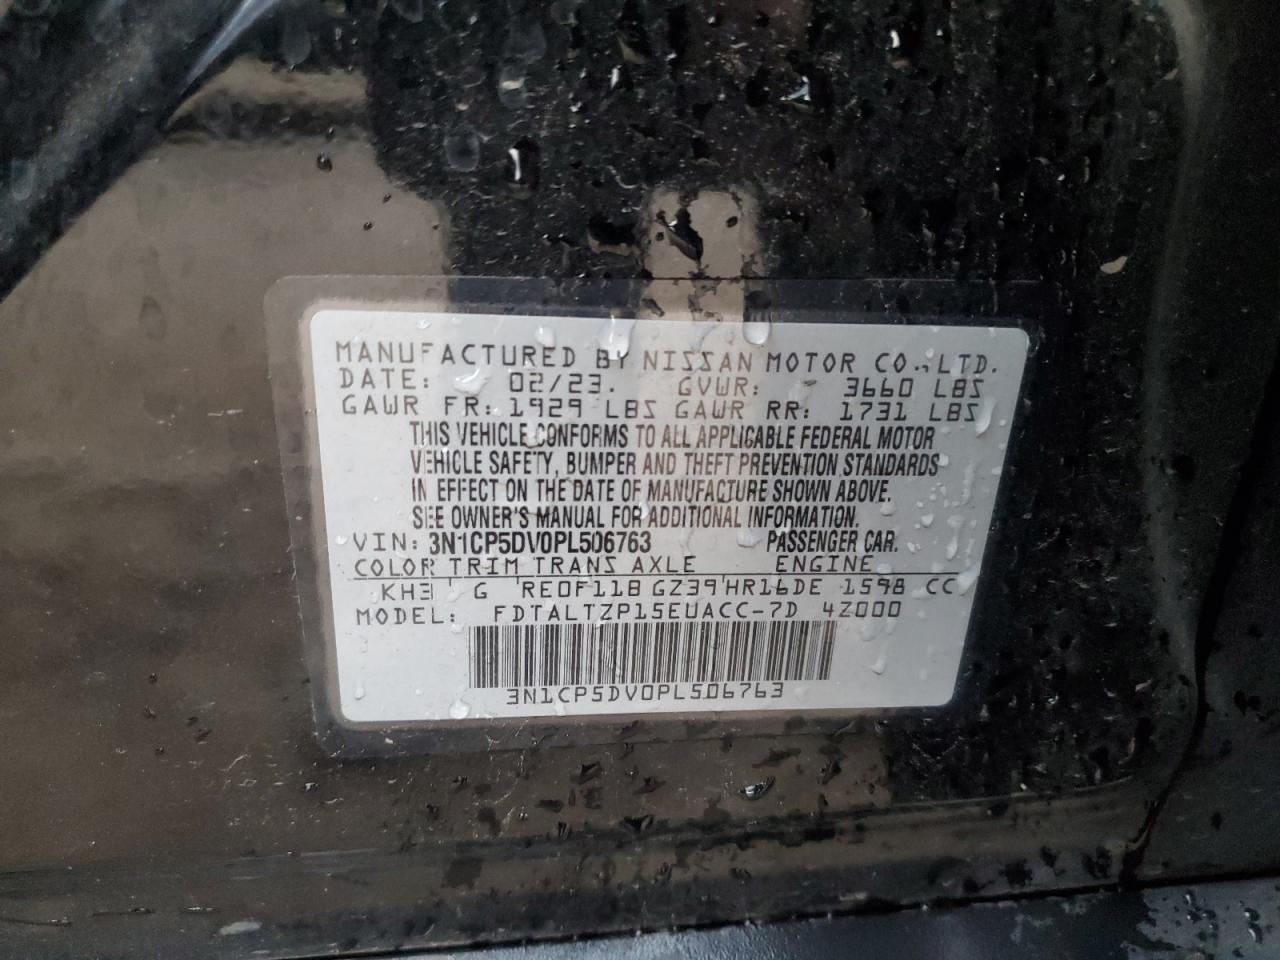 MANUFACTURED BY NISSAN MOTOR CO., LTD.
DATE: 02/23. GVWR: 3660 LBS
GAWR FR: 1929 LBS GAWR RR: 1731 LBS
THIS VEHICLE CONFORMS TO ALL APPLICABLE FEDERAL MOTOR
VEHICLE SAFETY, BUMPER AND THEFT PREVENTION STANDARDS
IN EFFECT ON THE DATE OF MANUFACTURE SHOWN ABOVE.
SEE OWNER'S MANUAL FOR ADDITIONAL INFORMATION.
VIN: 3N1CP5DV0PL506763 PASSENGER CAR.
COLOR TRIM TRANS AXLE ENGINE
KH3 G RE0F11B GZ39 HR16DE 1598 CC
MODEL: FDTALTZP15EUACC-7D 4Z000
3N1CP5DV0PL506763